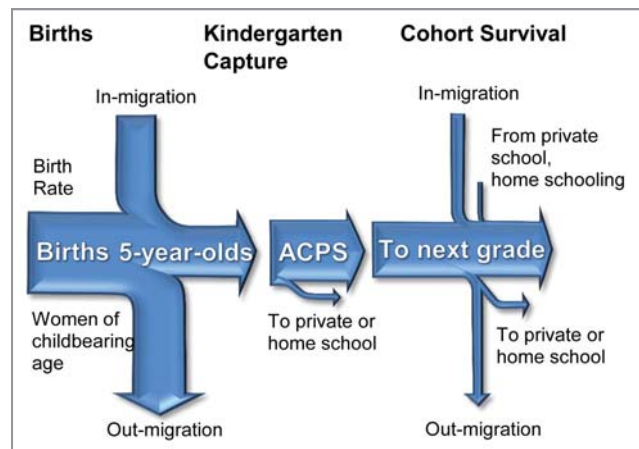 Births
Kindergarten
Capture
Cohort Survival
In-migration
Birth
Rate
Births 5-year-olds
Women of
childbearing
age
Out-migration
ACPS
To private or
home school
In-migration
From private
school,
home schooling
To next grade
To private or
home school
Out-migration